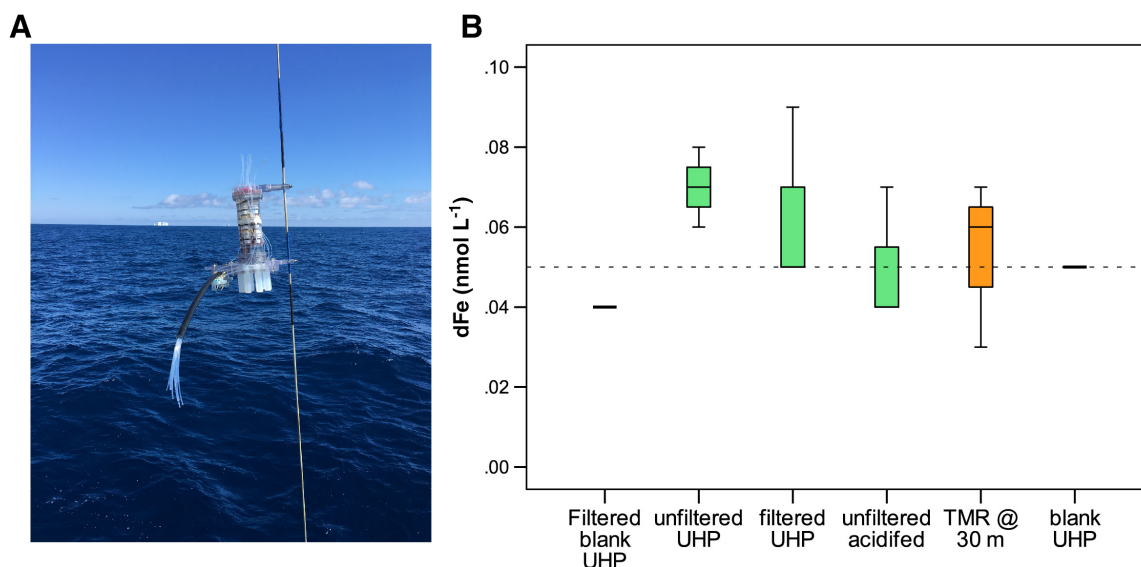 A
B
dFe (nmol L⁻¹)
.10
.08
.06
.04
.02
.00
Filtered
blank
UHP
unfiltered
UHP
filtered
UHP
unfiltered
acidifed
TMR @
30 m
blank
UHP